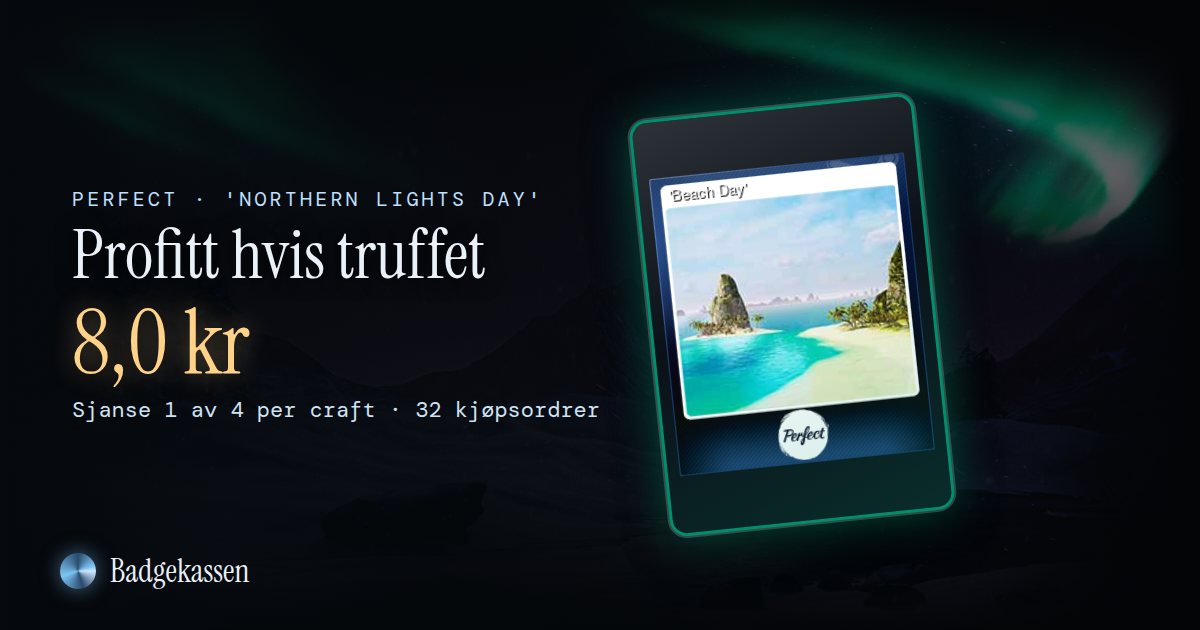 PERFECT · 'NORTHERN LIGHTS DAY'
Profitt hvis truffet
8,0 kr
Sjanse 1 av 4 per craft · 32 kjøpsordrer
Badgekassen
'Beach Day'
Perfect